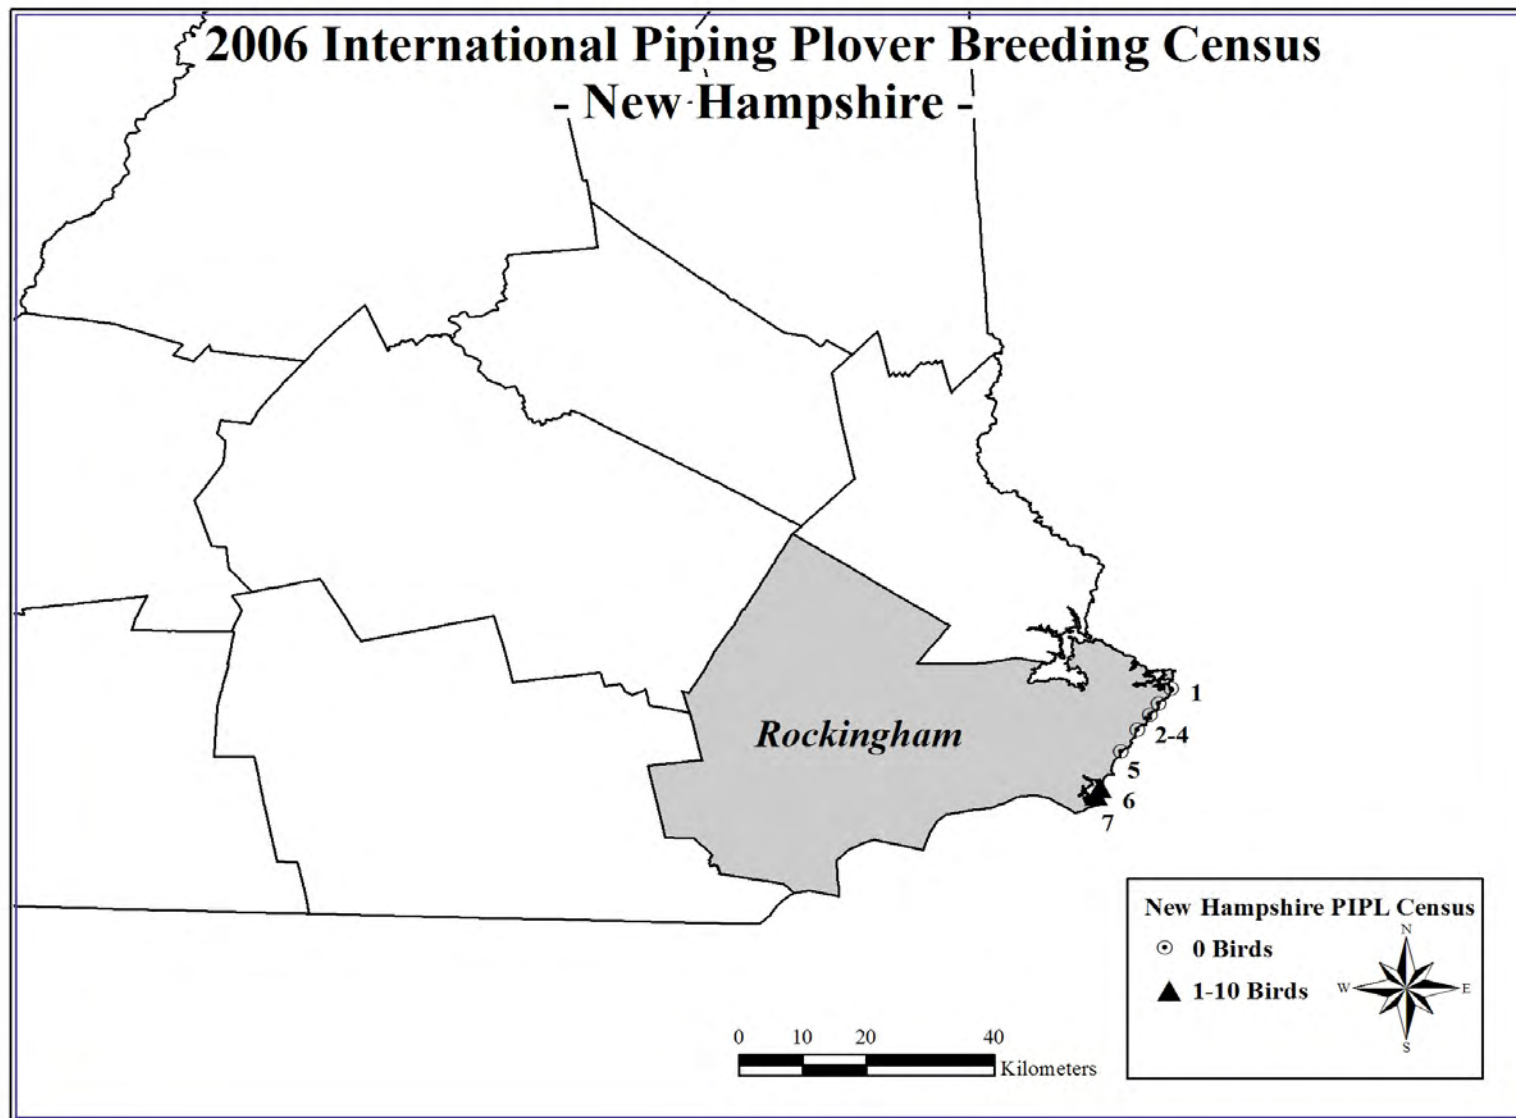 2006 International Piping Plover Breeding Census
- New Hampshire -
Rockingham
1
2-4
5
6
7
New Hampshire PIPL Census
N
0 Birds
W E
1-10 Birds
S
0 10 20 40
Kilometers